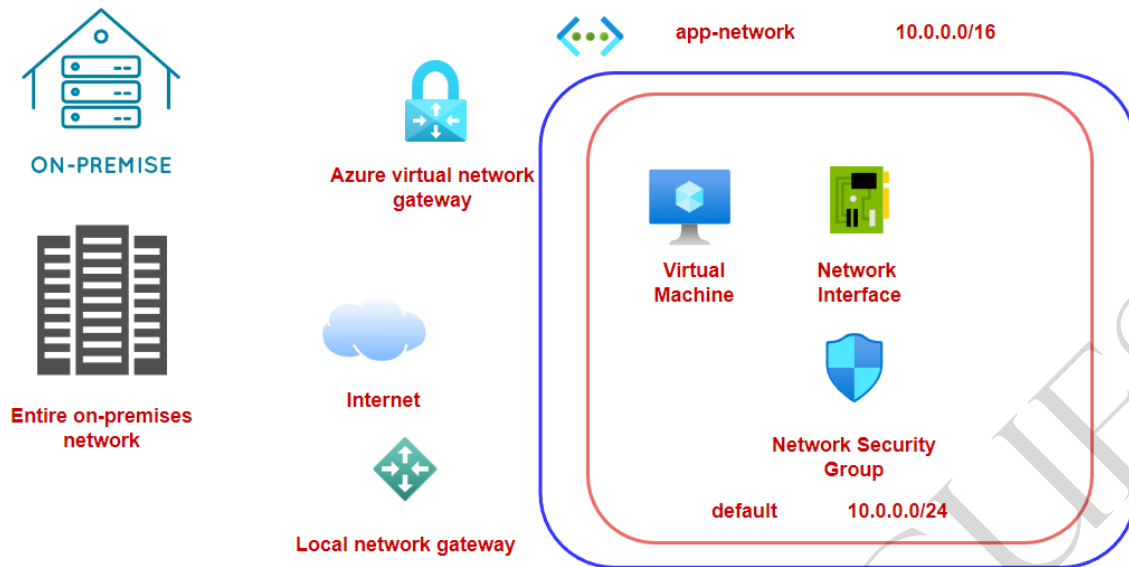 app-network 10.0.0.0/16
ON-PREMISE
Azure virtual network
gateway
Virtual
Machine
Network
Interface
Internet
Entire on-premises
network
Network Security
Group
default 10.0.0.0/24
Local network gateway